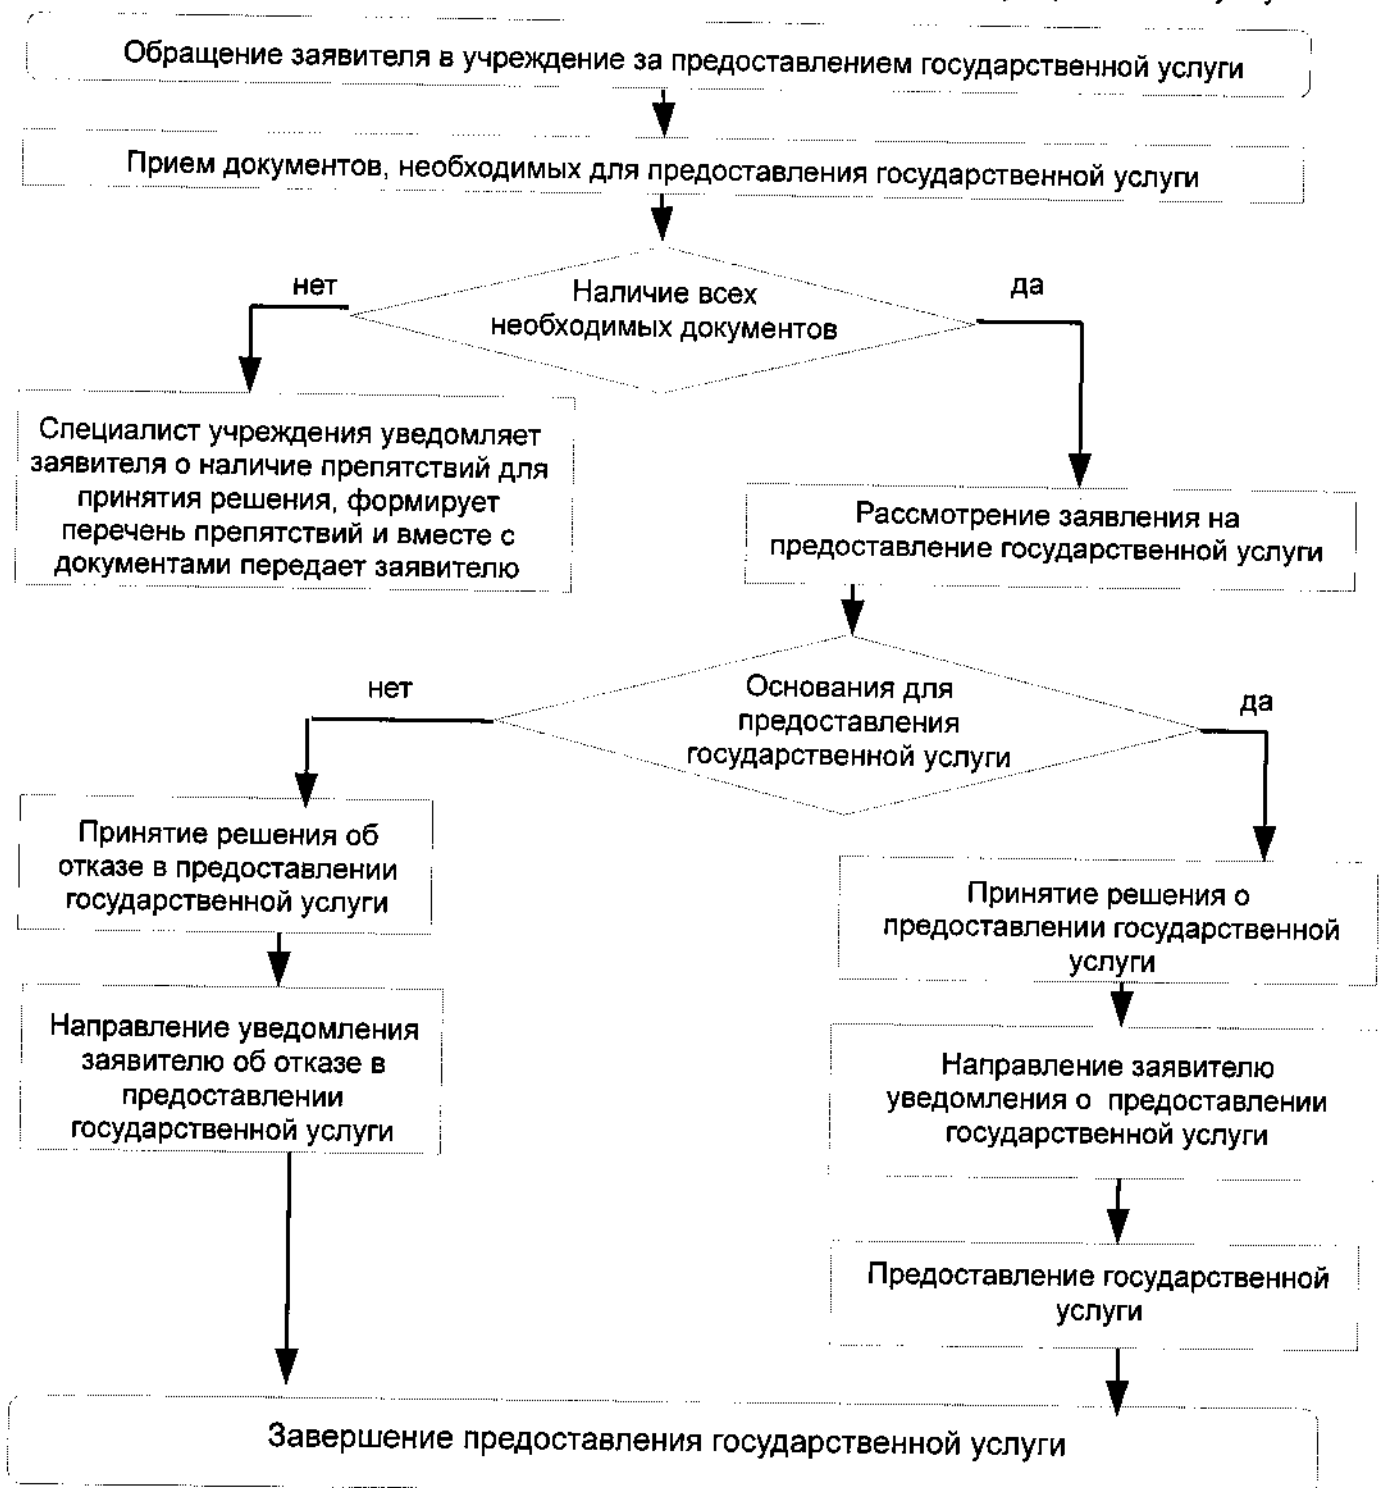 Обращение заявителя в учреждение за предоставлением государственной услуги
Прием документов, необходимых для предоставления государственной услуги
нет
Наличие всех
необходимых документов
да
Специалист учреждения уведомляет
заявителя о наличие препятствий для
принятия решения, формирует
перечень препятствий и вместе с
документами передает заявителю
Рассмотрение заявления на
предоставление государственной услуги
нет
Основания для
предоставления
государственной услуги
да
Принятие решения об
отказе в предоставлении
государственной услуги
Принятие решения о
предоставлении государственной
услуги
Направление уведомления
заявителю об отказе в
предоставлении
государственной услуги
Направление заявителю
уведомления о предоставлении
государственной услуги
Предоставление государственной
услуги
Завершение предоставления государственной услуги